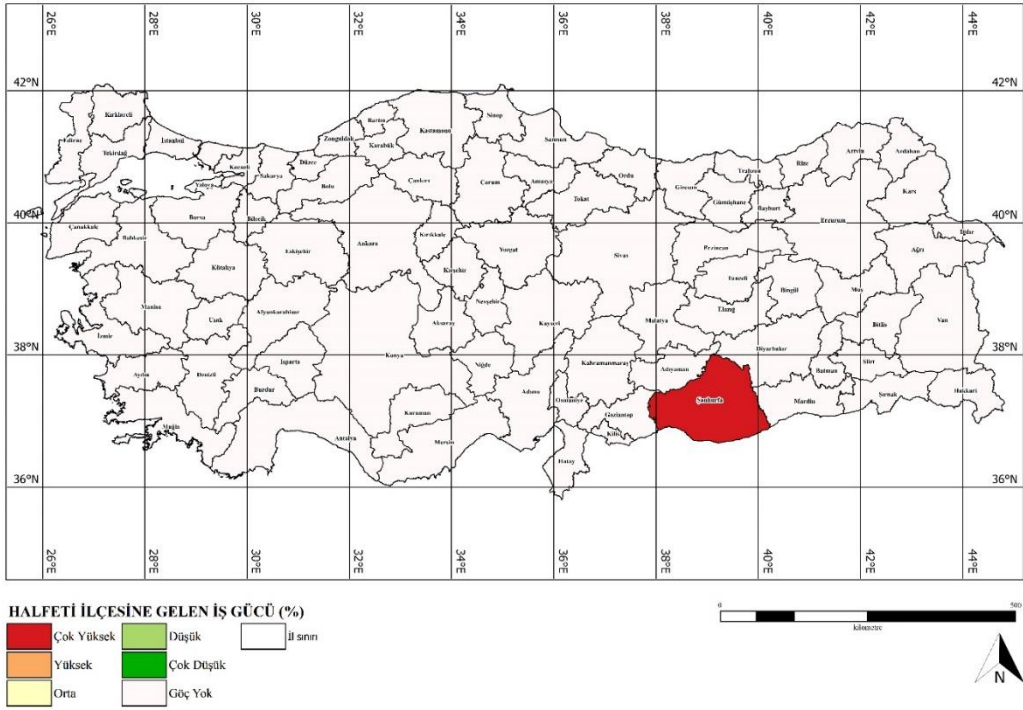 26°E 28°E 30°E 32°E 34°E 36°E 38°E 40°E 42°E 44°E
42°N 42°N
Kırklareli
Edirne
Tekirdağ
İstanbul
Kocaeli
Yalova
Sakarya
Düzce
Zonguldak
Bartın
Karabük
Kastamonu
Sinop
Samsun
Bolu
Çankırı
Çorum
Amasya
Ordu
Tokat
Giresun
Trabzon
Gümüşhane
Bayburt
Rize
Artvin
Ardahan
Kars
Erzurum
40°N 40°N
Çanakkale
Balıkesir
Bursa
Bilecik
Eskişehir
Ankara
Kırıkkale
Yozgat
Sivas
Erzincan
Tunceli
Iğdır
Ağrı
Kütahya
Kırşehir
Manisa
Uşak
Afyonkarahisar
Nevşehir
Aksaray
Kayseri
Malatya
Elazığ
Bingöl
Muş
Bitlis
Van
İzmir
38°N 38°N
Aydın
Denizli
Isparta
Burdur
Konya
Niğde
Kahramanmaraş
Adıyaman
Diyarbakır
Batman
Siirt
Şırnak
Hakkari
Muğla
Antalya
Karaman
Mersin
Adana
Osmaniye
Gaziantep
Kilis
Hatay
Şanlıurfa
Mardin
36°N 36°N
26°E 28°E 30°E 32°E 34°E 36°E 38°E 40°E 42°E 44°E
HALFETİ İLÇESİNE GELEN İŞ GÜCÜ (%)
Çok Yüksek Düşük İl sınırı
Yüksek Çok Düşük
Orta Göç Yok
0 500
kilometre
N